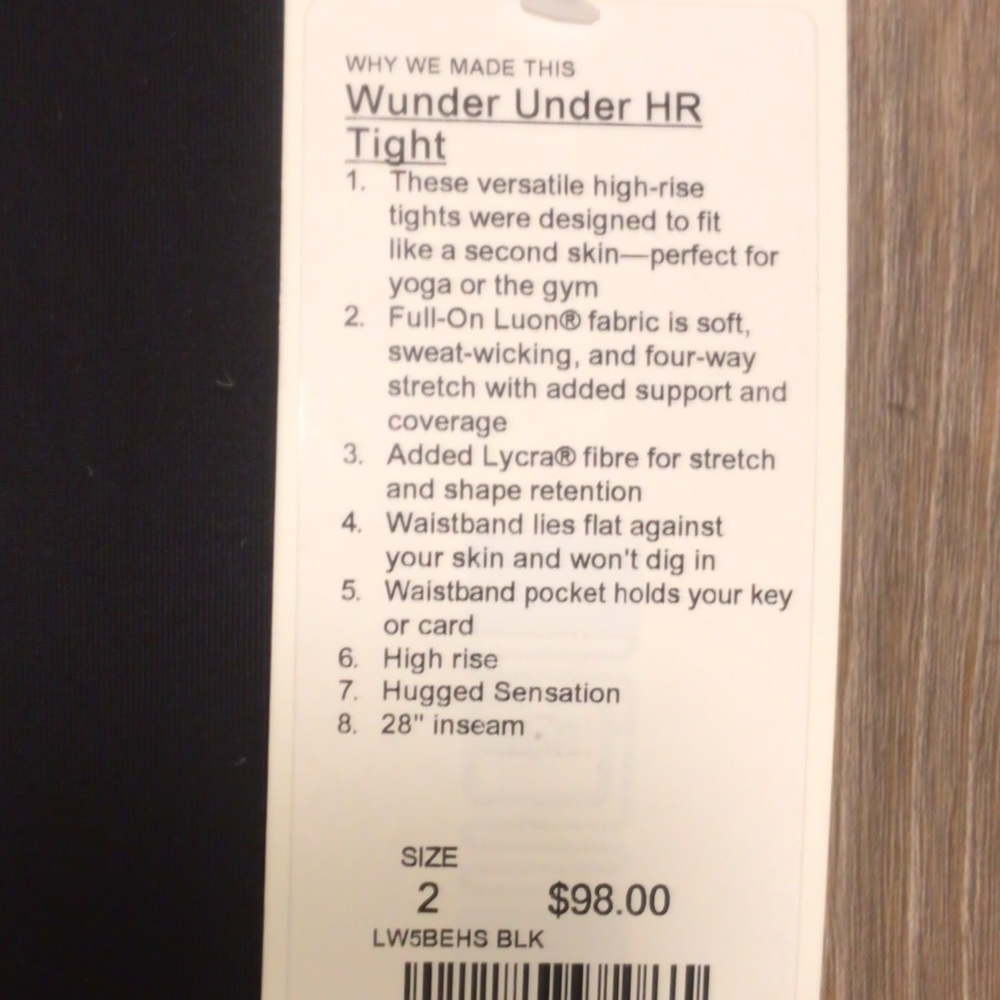 WHY WE MADE THIS
Wunder Under HR
Tight
1. These versatile high-rise
tights were designed to fit
like a second skin—perfect for
yoga or the gym
2. Full-On Luon® fabric is soft,
sweat-wicking, and four-way
stretch with added support and
coverage
3. Added Lycra® fibre for stretch
and shape retention
4. Waistband lies flat against
your skin and won't dig in
5. Waistband pocket holds your key
or card
6. High rise
7. Hugged Sensation
8. 28" inseam
SIZE
2 $98.00
LW5BEHS BLK